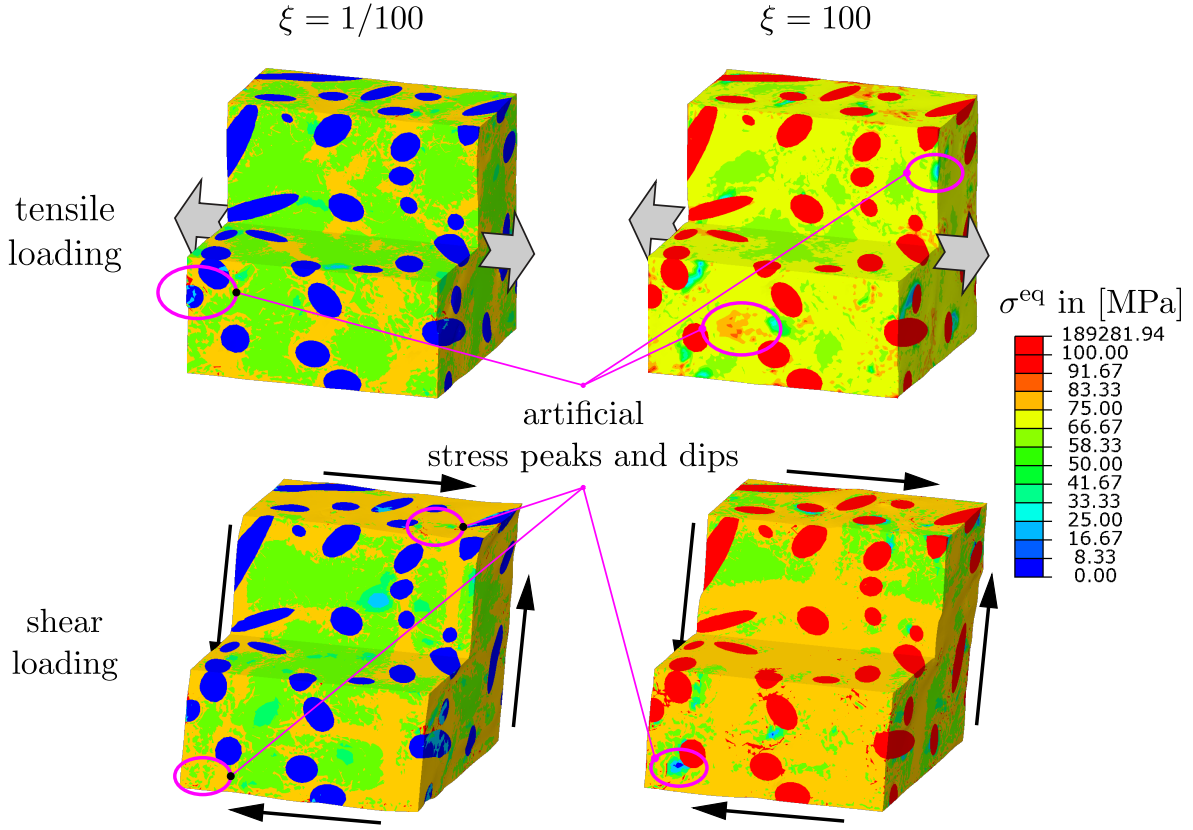 ξ = 1/100
ξ = 100
tensile
loading
σ^eq in [MPa]
189281.94
100.00
91.67
83.33
75.00
66.67
58.33
50.00
41.67
33.33
25.00
16.67
8.33
0.00
artificial
stress peaks and dips
shear
loading